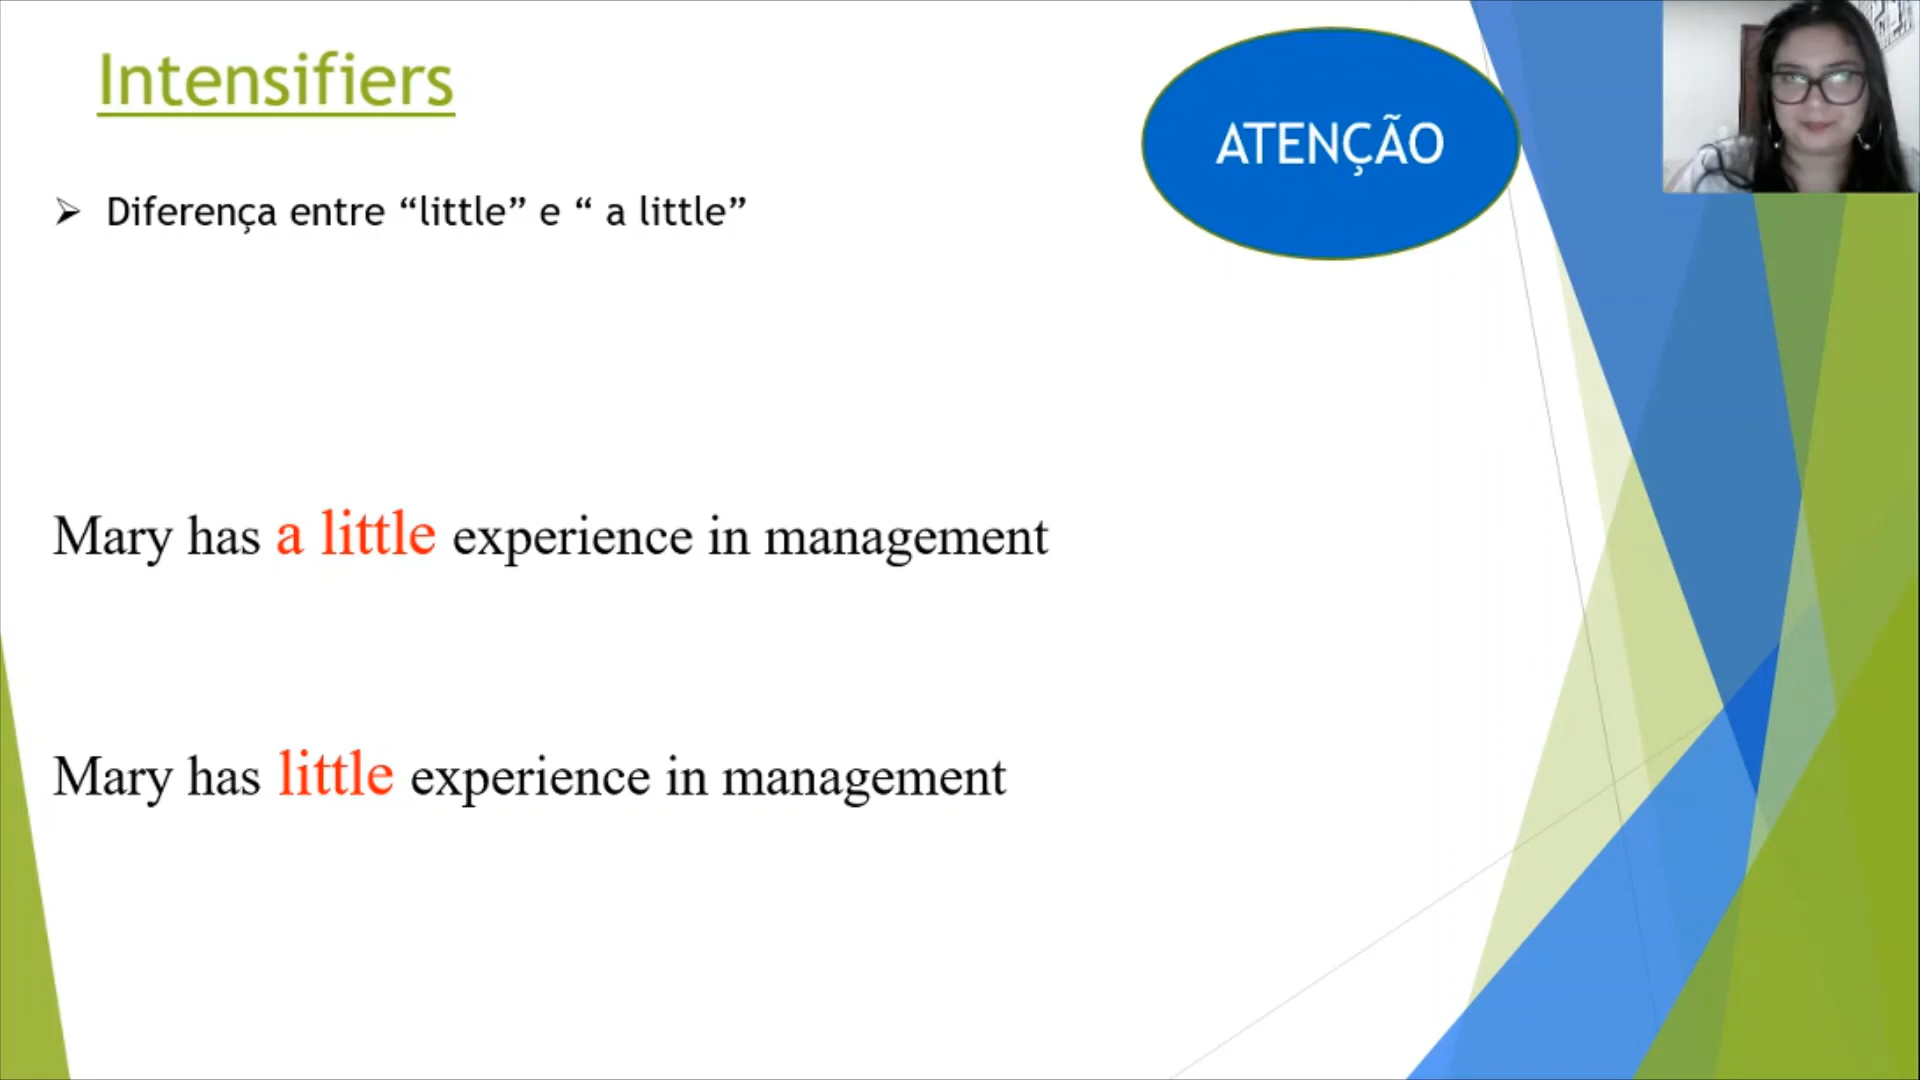 Intensifiers
ATENÇÃO
➢ Diferença entre “little” e “ a little”
Mary has a little experience in management
Mary has little experience in management